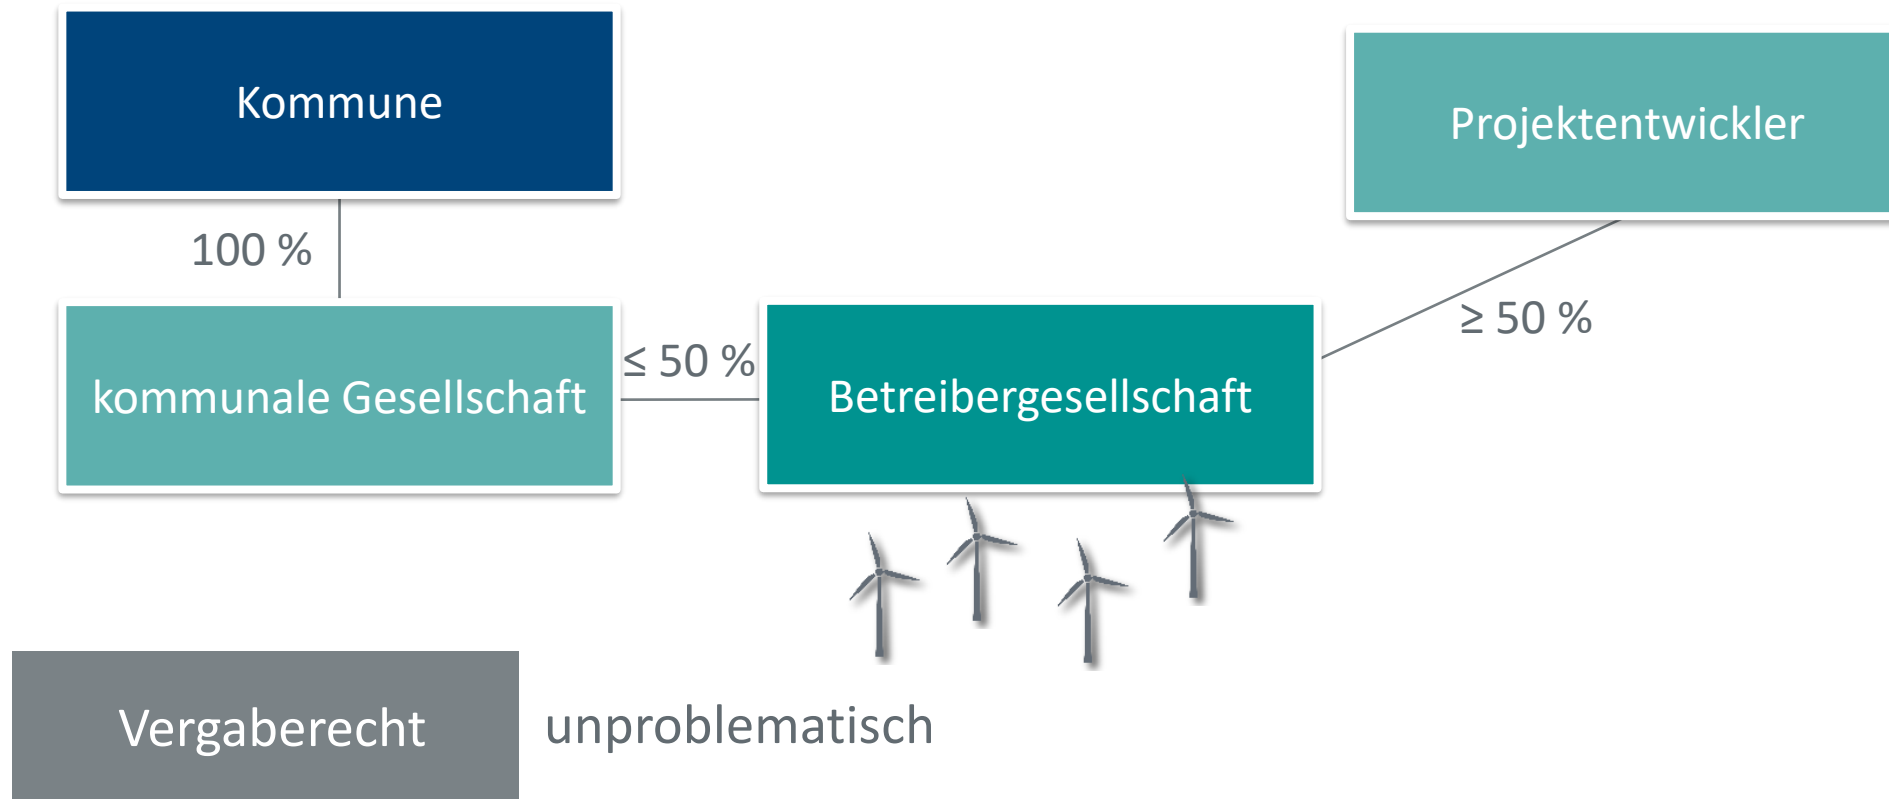 Kommune
Projektentwickler
100 %
≥ 50 %
kommunale Gesellschaft
≤ 50 %
Betreibergesellschaft
Vergaberecht
unproblematisch